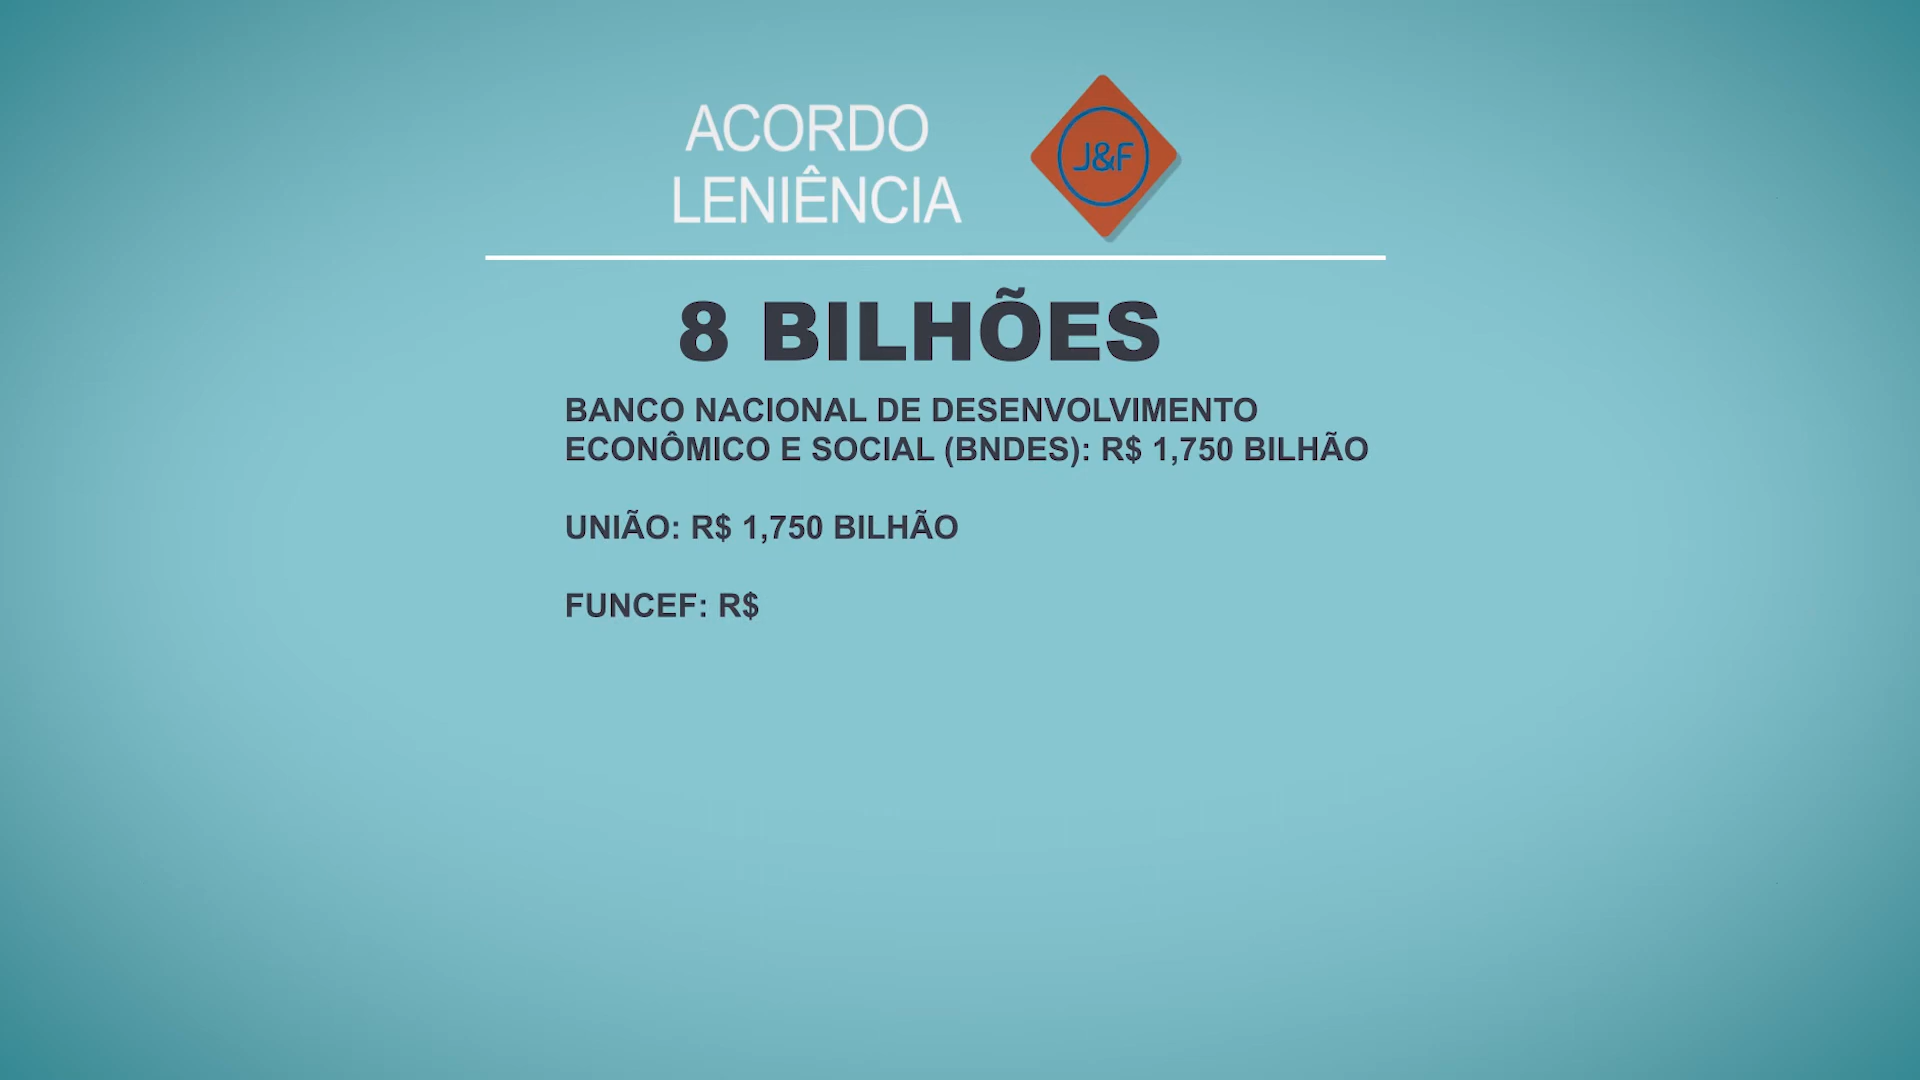 ACORDO
LENIÊNCIA
J&F
8 BILHÕES
BANCO NACIONAL DE DESENVOLVIMENTO
ECONÔMICO E SOCIAL (BNDES): R$ 1,750 BILHÃO
UNIÃO: R$ 1,750 BILHÃO
FUNCEF: R$